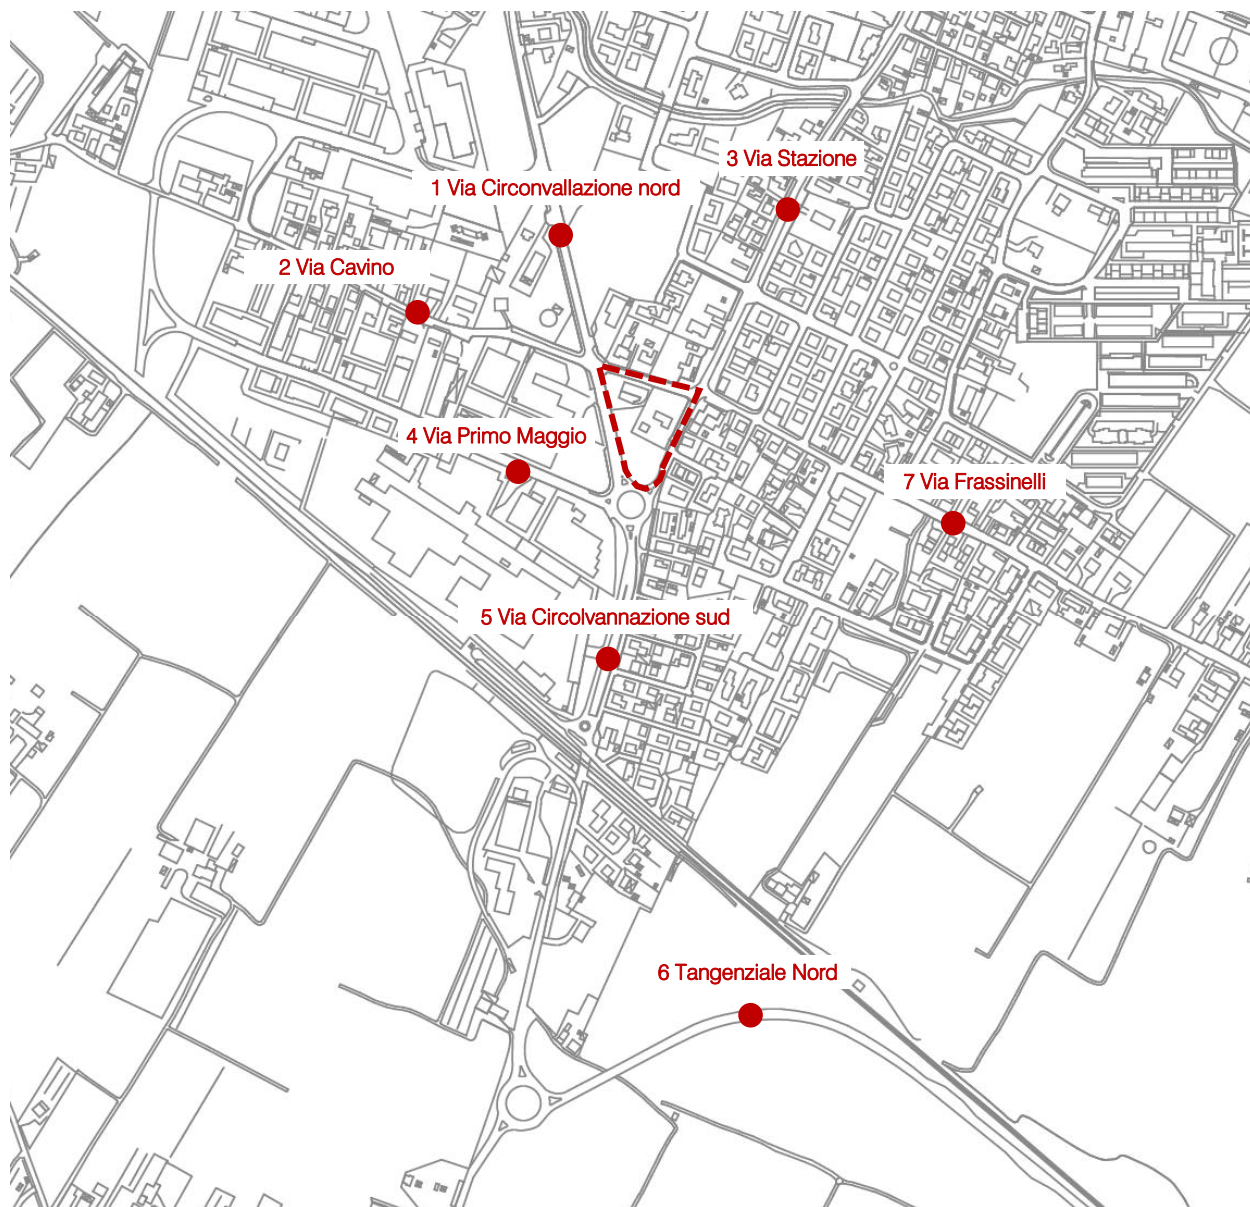 3 Via Stazione
1 Via Circonvallazione nord
2 Via Cavino
4 Via Primo Maggio
7 Via Frassinelli
5 Via Circolvannazione sud
6 Tangenziale Nord